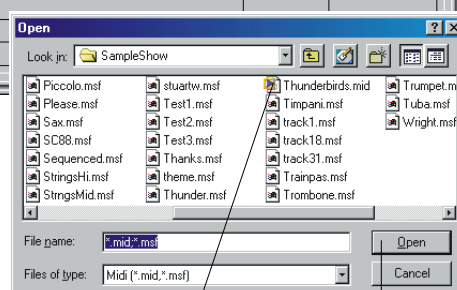 Open
Look in: SampleShow
Piccolo.msf
Please.msf
Sax.msf
SC88.msf
Sequenced.msf
StringsHi.msf
StrngsMid.msf
stuartw.msf
Test1.msf
Test2.msf
Test3.msf
Thanks.msf
theme.msf
Thunder.msf
Thunderbirds.mid
Timpani.msf
track1.msf
track18.msf
track31.msf
Trainpas.msf
Trombone.msf
Trumpet.m
Tuba.msf
Wright.msf
File name: *.mid;*.msf Open
Files of type: Midi (*.mid,*.msf) Cancel